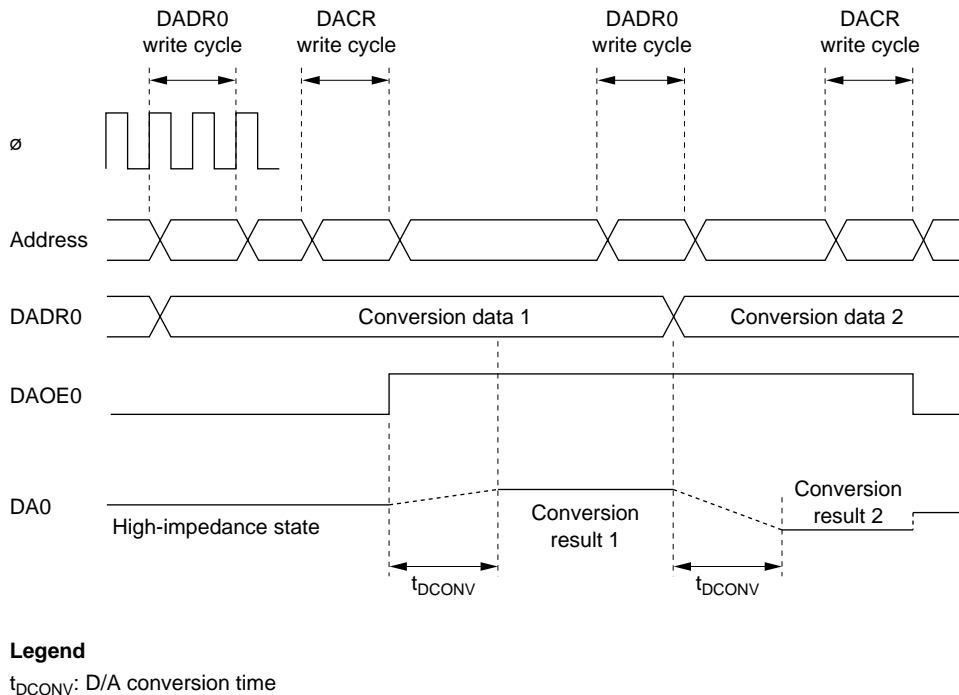 DADR0
write cycle
DACR
write cycle
DADR0
write cycle
DACR
write cycle
ø
Address
DADR0
Conversion data 1
Conversion data 2
DAOE0
DA0
High-impedance state
Conversion
result 1
Conversion
result 2
tDCONV
tDCONV
Legend
tDCONV: D/A conversion time